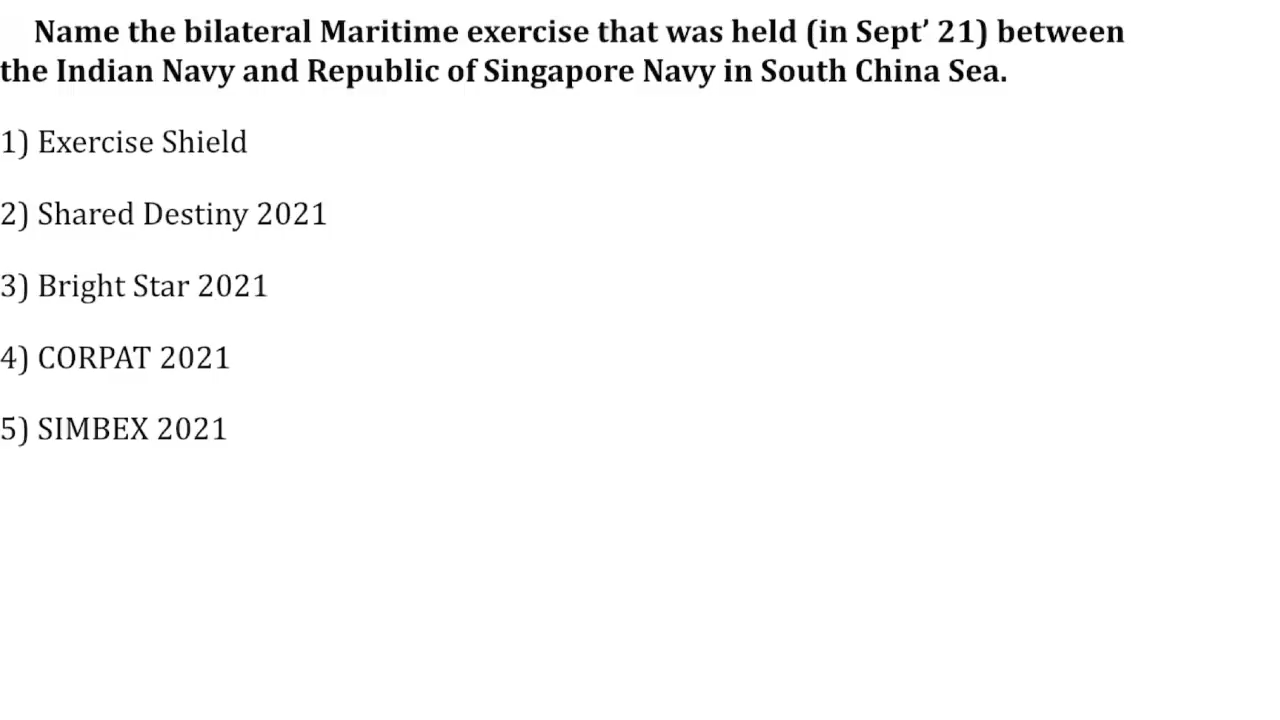 Name the bilateral Maritime exercise that was held (in Sept’ 21) between
the Indian Navy and Republic of Singapore Navy in South China Sea.
1) Exercise Shield
2) Shared Destiny 2021
3) Bright Star 2021
4) CORPAT 2021
5) SIMBEX 2021